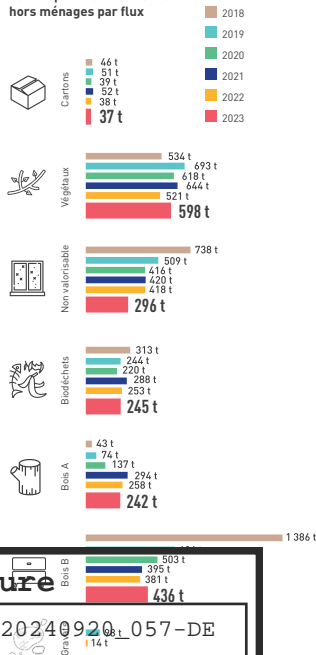 hors ménages par flux
2018
2019
2020
2021
2022
2023
Cartons
46 t
51 t
39 t
52 t
38 t
37 t
Végétaux
534 t
693 t
618 t
644 t
521 t
598 t
Non valorisable
738 t
509 t
416 t
420 t
418 t
296 t
Biodéchets
313 t
244 t
220 t
288 t
253 t
245 t
Bois A
43 t
74 t
137 t
294 t
258 t
242 t
Bois B
1 386 t
503 t
395 t
381 t
436 t
ure
20240920_057-DE
98 t
14 t